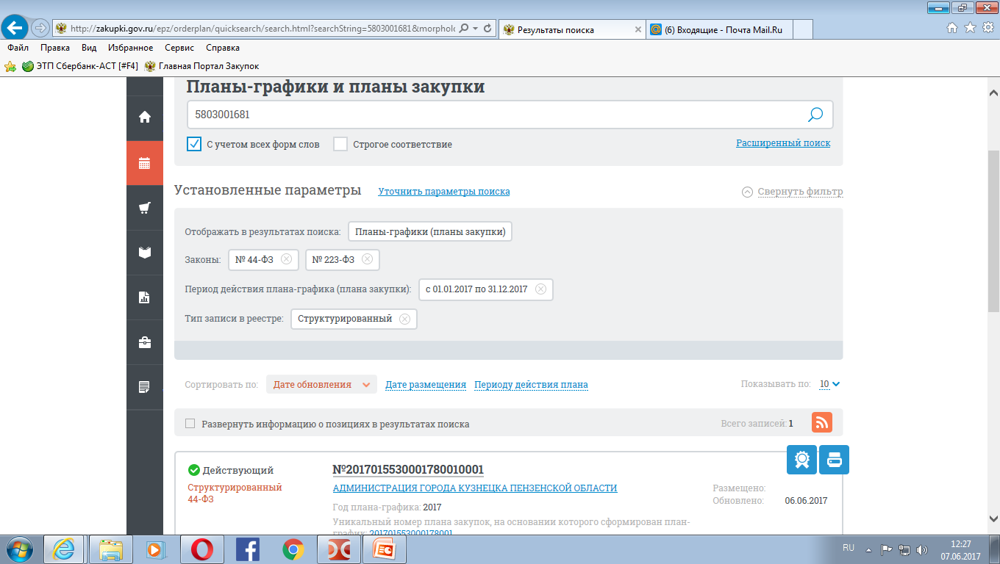 http://zakupki.gov.ru/epz/orderplan/quicksearch/search.html?searchString=5803001681&morpholo
Результаты поиска
(6) Входящие - Почта Mail.Ru
Файл Правка Вид Избранное Сервис Справка
ЭТП Сбербанк-АСТ [#F4] Главная Портал Закупок
Планы-графики и планы закупки
5803001681
С учетом всех форм слов Строгое соответствие Расширенный поиск
Установленные параметры Уточнить параметры поиска Свернуть фильтр
Отображать в результатах поиска: Планы-графики (планы закупки)
Законы: № 44-ФЗ № 223-ФЗ
Период действия плана-графика (плана закупки): с 01.01.2017 по 31.12.2017
Тип записи в реестре: Структурированный
Сортировать по: Дате обновления Дате размещения Периоду действия плана Показывать по: 10
Развернуть информацию о позициях в результатах поиска Всего записей: 1
Действующий №2017015530001780010001
Структурированный АДМИНИСТРАЦИЯ ГОРОДА КУЗНЕЦКА ПЕНЗЕНСКОЙ ОБЛАСТИ Размещено:
44-ФЗ Обновлено: 06.06.2017
Год плана-графика: 2017
Уникальный номер плана закупок, на основании которого сформирован план-
график: 201701553000178001
RU 12:27
07.06.2017